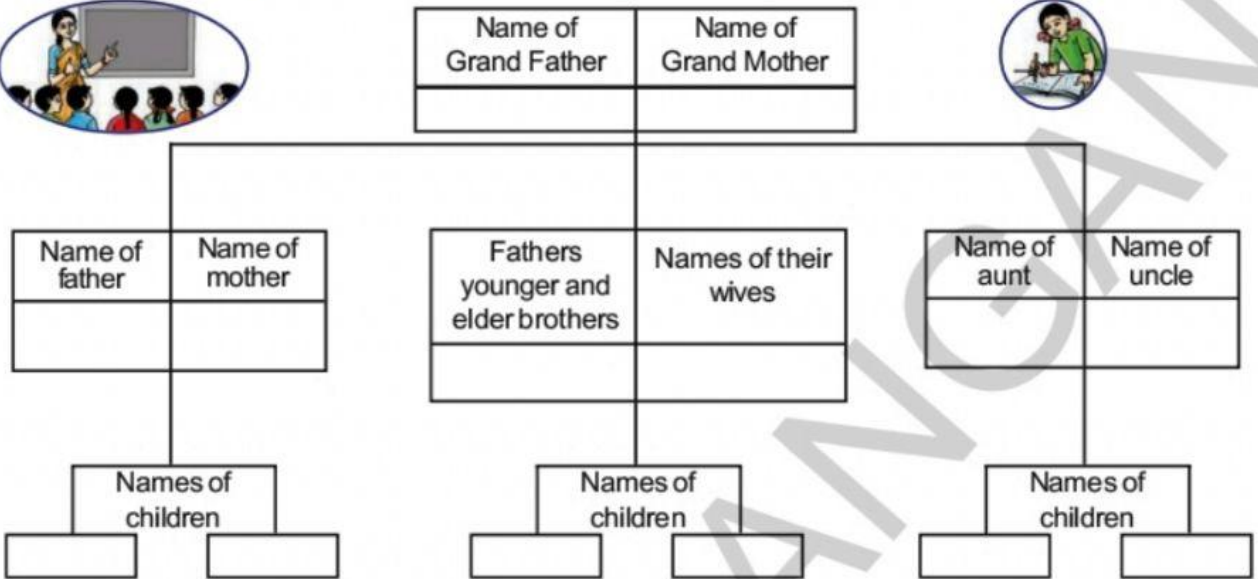 Name of
Grand Father
Name of
Grand Mother
Name of
father
Name of
mother
Fathers
younger and
elder brothers
Names of their
wives
Name of
aunt
Name of
uncle
Names of
children
Names of
children
Names of
children
ANGAN